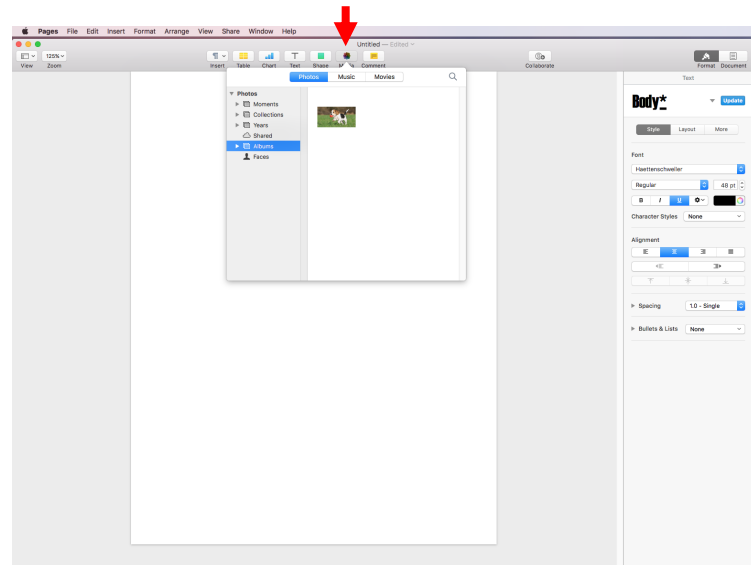 Pages File Edit Insert Format Arrange View Share Window Help
Untitled — Edited
125%
View Zoom Insert Table Chart Text Shape Comment Collaborate Format Document
Photos Music Movies
Text
Photos
Moments
Collections
Years
Shared
Albums
Faces
Body*
Update
Style Layout More
Font
Haettenschweiler
Regular 48 pt
B I U
Character Styles None
Alignment
Spacing 1.0 - Single
Bullets & Lists None